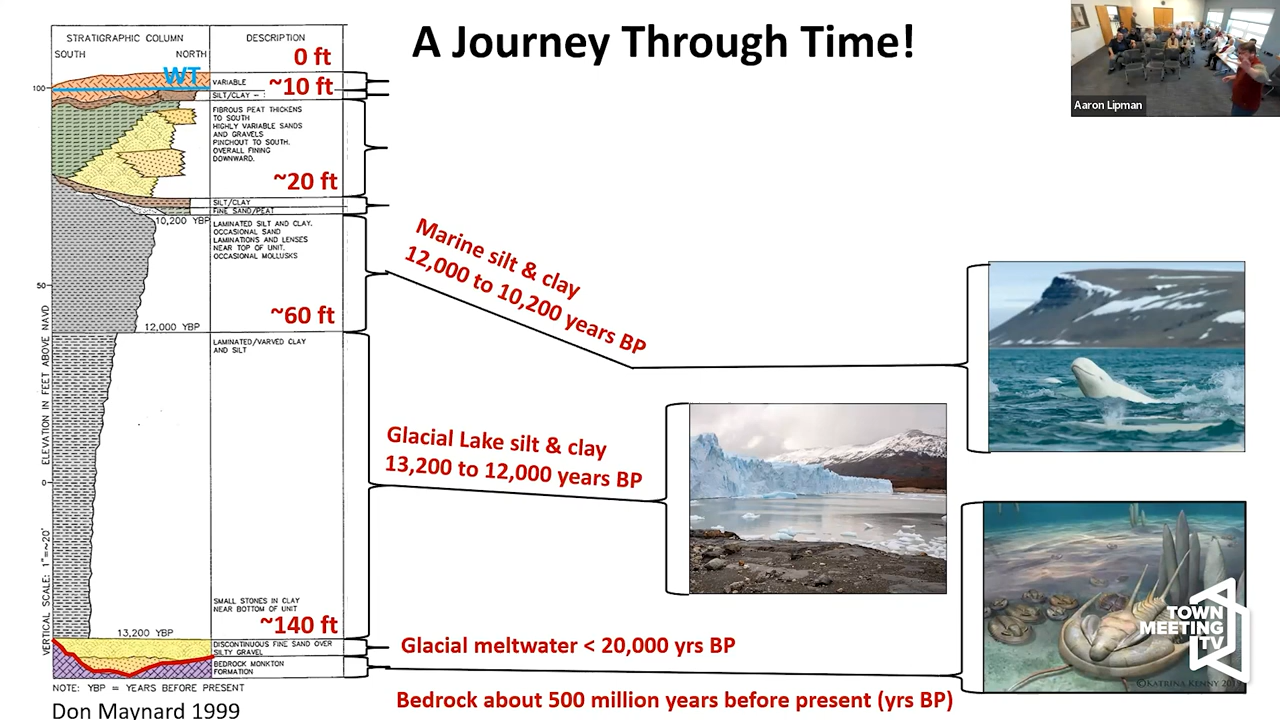 A Journey Through Time!
STRATIGRAPHIC COLUMN
SOUTH
NORTH
DESCRIPTION
0 ft
WT
100
VARIABLE
~10 ft
SILT/CLAY
FIBROUS PEAT THICKENS
TO SOUTH
HIGHLY VARIABLE SANDS
AND GRAVELS
PINCHOUT TO SOUTH.
OVERALL FINING
DOWNWARD.
~20 ft
SILT/CLAY
FINE SAND/PEAT
10,200 YBP
LAMINATED SILT AND CLAY.
OCCASIONAL SAND
LAMINATIONS AND LENSES
NEAR TOP OF UNIT.
OCCASIONAL MOLLUSKS
50
~60 ft
12,000 YBP
LAMINATED/VARVED CLAY
AND SILT
0
ELEVATION IN FEET ABOVE NAVD
VERTICAL SCALE: 1"=~20'
SMALL STONES IN CLAY
NEAR BOTTOM OF UNIT
~140 ft
13,200 YBP
DISCONTINUOUS FINE SAND OVER
SILTY GRAVEL
BEDROCK MONKTON
FORMATION
NOTE: YBP = YEARS BEFORE PRESENT
Don Maynard 1999
Marine silt & clay
12,000 to 10,200 years BP
Glacial Lake silt & clay
13,200 to 12,000 years BP
Glacial meltwater < 20,000 yrs BP
Bedrock about 500 million years before present (yrs BP)
Aaron Lipman
TOWN
MEETING
TV
©KATRINA KENNY